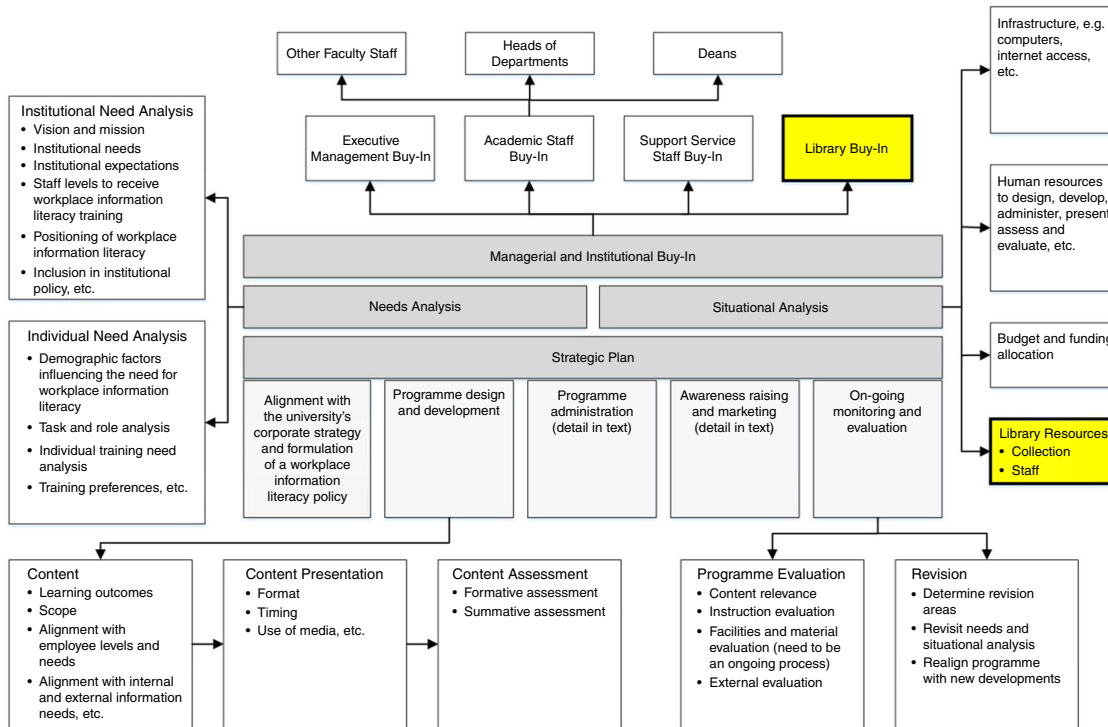 Other Faculty Staff
Heads of
Departments
Deans
Infrastructure, e.g.
computers,
internet access,
etc.
Institutional Need Analysis
• Vision and mission
• Institutional needs
• Institutional expectations
• Staff levels to receive
workplace information
literacy training
• Positioning of workplace
information literacy
• Inclusion in institutional
policy, etc.
Executive
Management Buy-In
Academic Staff
Buy-In
Support Service
Staff Buy-In
Library Buy-In
Human resources
to design, develop,
administer, present,
assess and
evaluate, etc.
Managerial and Institutional Buy-In
Needs Analysis
Situational Analysis
Strategic Plan
Individual Need Analysis
• Demographic factors
influencing the need for
workplace information
literacy
• Task and role analysis
• Individual training need
analysis
• Training preferences, etc.
Budget and funding
allocation
Alignment with
the university's
corporate strategy
and formulation
of a workplace
information
literacy policy
Programme design
and development
Programme
administration
(detail in text)
Awareness raising
and marketing
(detail in text)
On-going
monitoring and
evaluation
Library Resources
• Collection
• Staff
Content
• Learning outcomes
• Scope
• Alignment with
employee levels and
needs
• Alignment with internal
and external information
needs, etc.
Content Presentation
• Format
• Timing
• Use of media, etc.
Content Assessment
• Formative assessment
• Summative assessment
Programme Evaluation
• Content relevance
• Instruction evaluation
• Facilities and material
evaluation (need to be
an ongoing process)
• External evaluation
Revision
• Determine revision
areas
• Revisit needs and
situational analysis
• Realign programme
with new developments